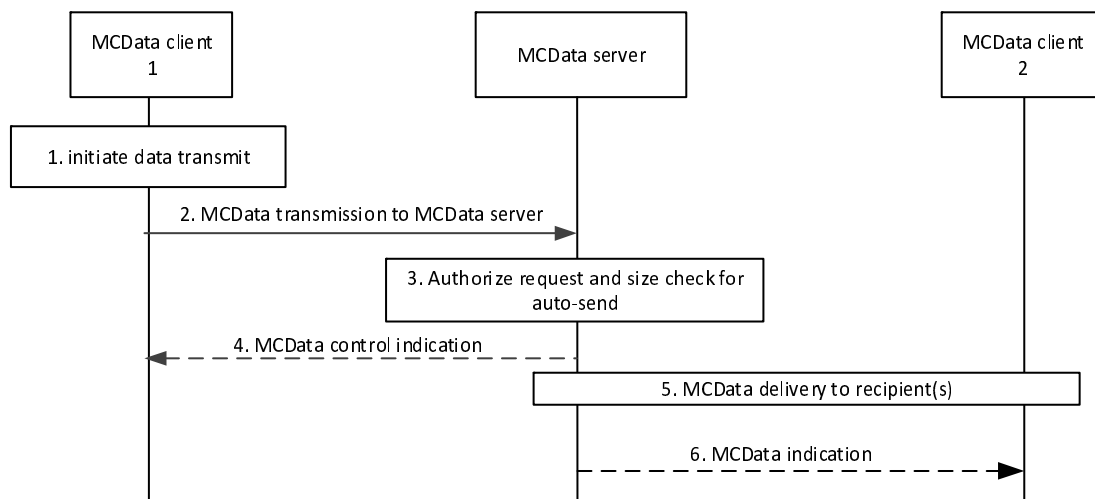 MCData client
1
MCData server
MCData client
2
1. initiate data transmit
2. MCData transmission to MCData server
3. Authorize request and size check for
auto-send
4. MCData control indication
5. MCData delivery to recipient(s)
6. MCData indication